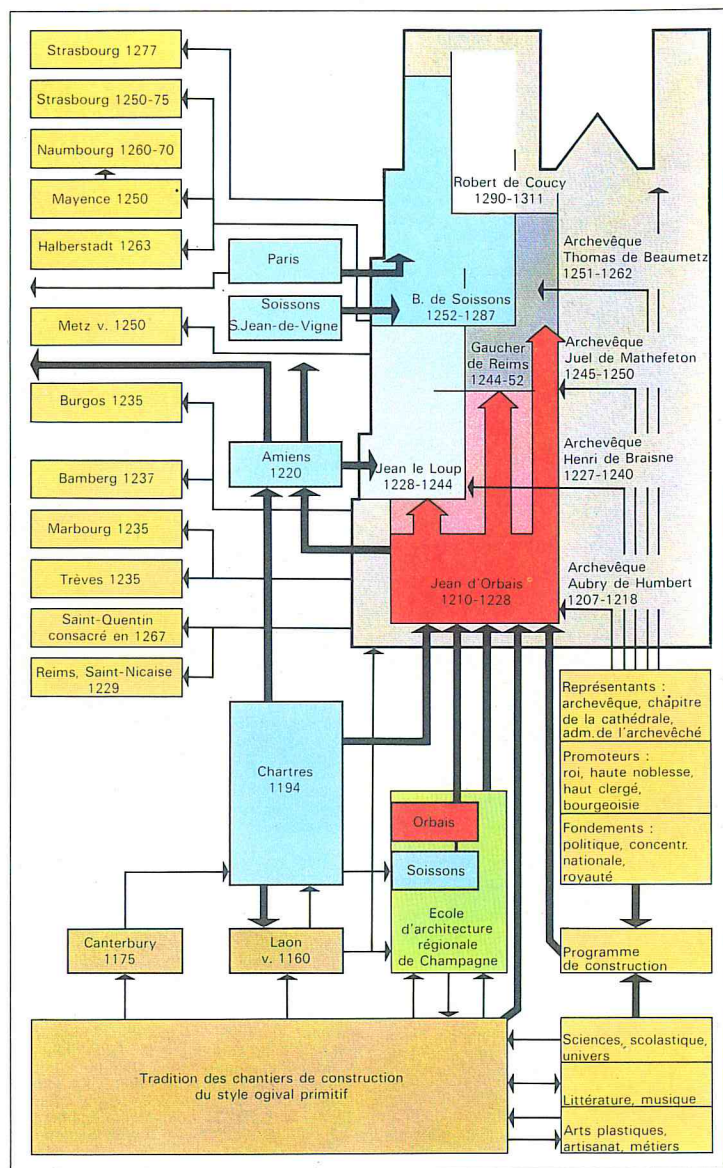 Strasbourg 1277
Strasbourg 1250-75
Naumbourg 1260-70
Mayence 1250
Halberstadt 1263
Metz v. 1250
Burgos 1235
Bamberg 1237
Marbourg 1235
Trèves 1235
Saint-Quentin
consacré en 1267
Reims, Saint-Nicaise
1229
Paris
Soissons
S.Jean-de-Vigne
Amiens
1220
Robert de Coucy
1290-1311
B. de Soissons
1252-1287
Gaucher
de Reims
1244-52
Jean le Loup
1228-1244
Jean d'Orbais
1210-1228
Archevêque
Thomas de Beaumetz
1251-1262
Archevêque
Juel de Mathefeton
1245-1250
Archevêque
Henri de Braisne
1227-1240
Archevêque
Aubry de Humbert
1207-1218
Chartres
1194
Orbais
Soissons
Ecole
d'architecture
régionale
de Champagne
Canterbury
1175
Laon
v. 1160
Représentants :
archevêque, chapitre
de la cathédrale,
adm. de l'archevêché
Promoteurs :
roi, haute noblesse,
haut clergé,
bourgeoisie
Fondements :
politique, concentr.
nationale,
royauté
Programme
de construction
Tradition des chantiers de construction
du style ogival primitif
Sciences, scolastique,
univers
Littérature, musique
Arts plastiques,
artisanat, métiers